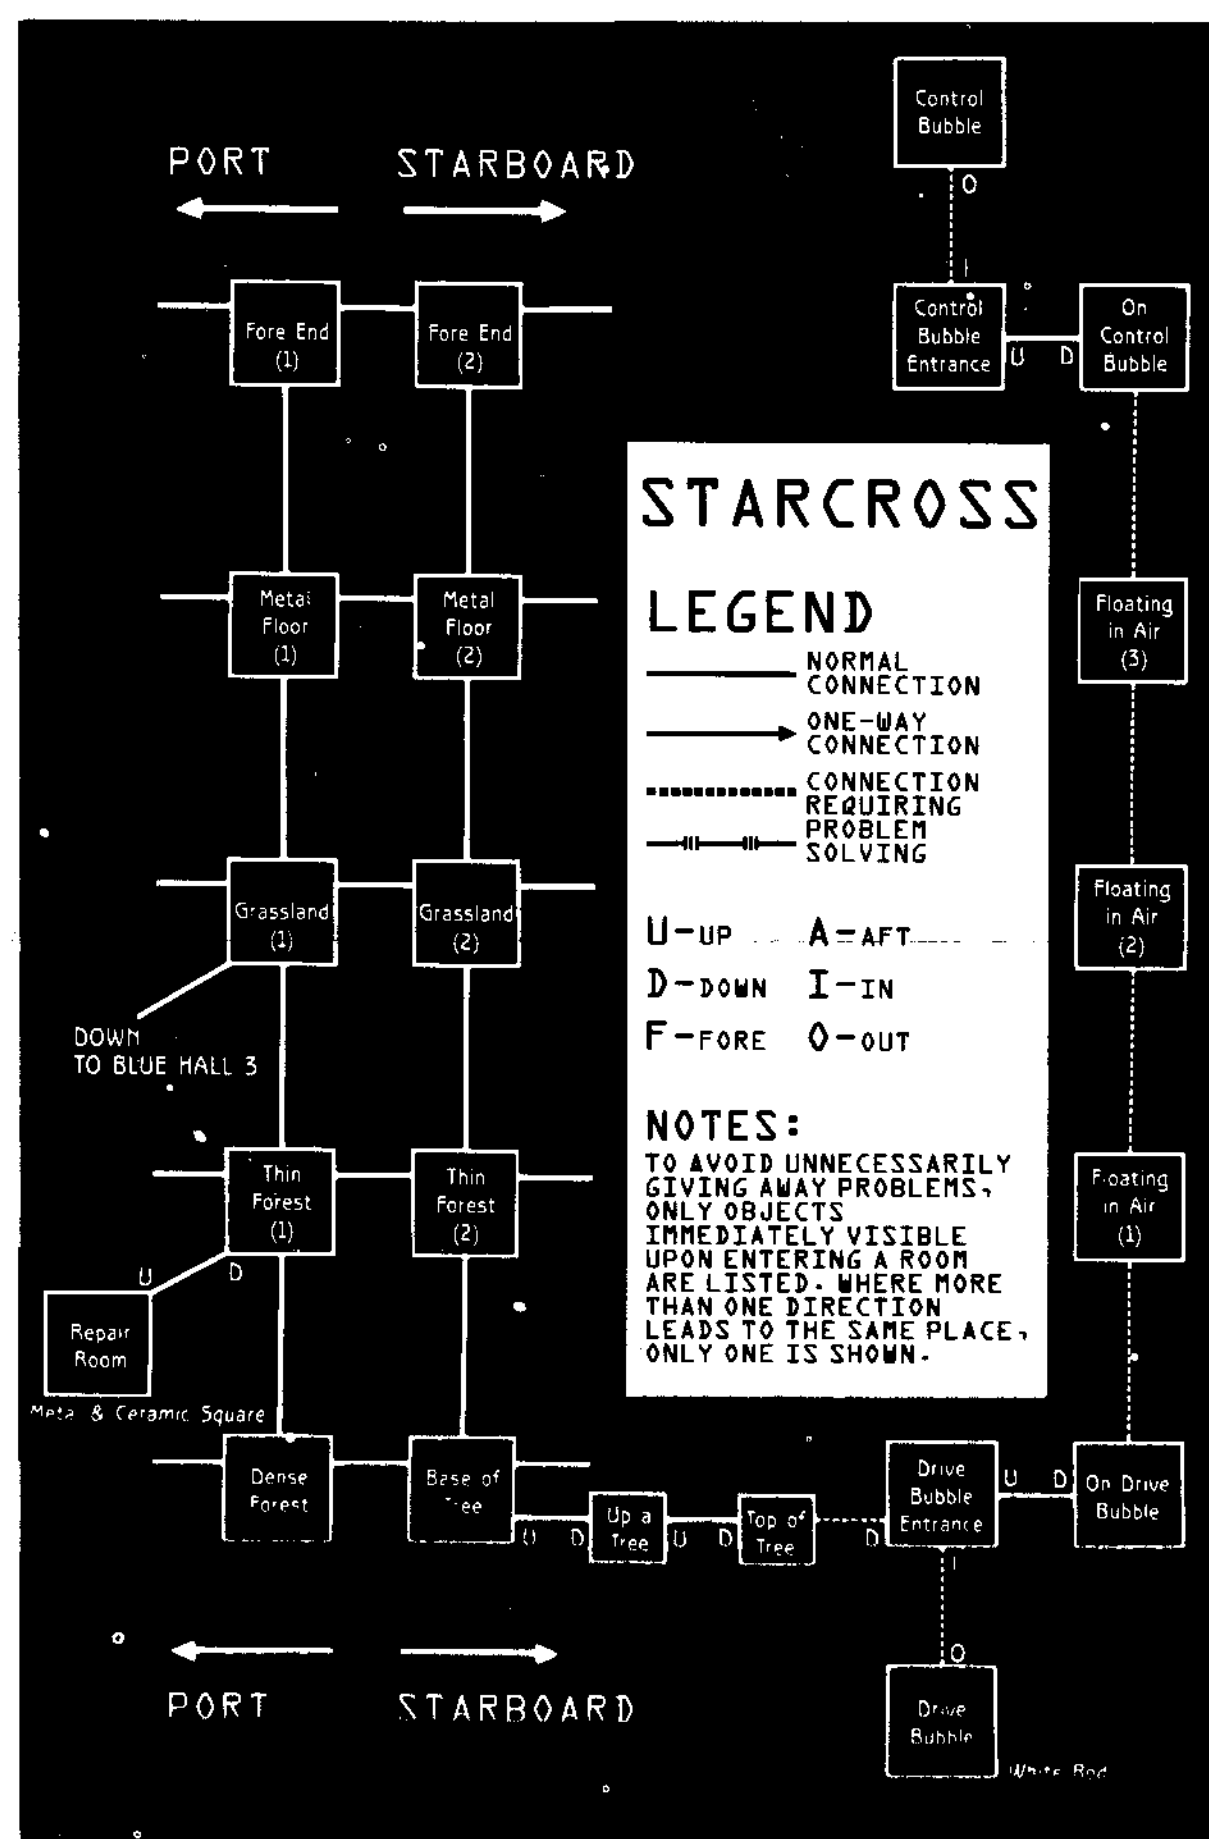 PORT
STARBOARD
Control
Bubble
O
I
Fore End
(1)
Fore End
(2)
Control
Bubble
Entrance
U
D
On
Control
Bubble
STARCROSS
LEGEND
NORMAL
CONNECTION
ONE-WAY
CONNECTION
CONNECTION
REQUIRING
PROBLEM
SOLVING
U-UP
A-AFT
D-DOWN
I-IN
F-FORE
O-OUT
NOTES:
TO AVOID UNNECESSARILY
GIVING AWAY PROBLEMS,
ONLY OBJECTS
IMMEDIATELY VISIBLE
UPON ENTERING A ROOM
ARE LISTED. WHERE MORE
THAN ONE DIRECTION
LEADS TO THE SAME PLACE,
ONLY ONE IS SHOWN.
Metal
Floor
(1)
Metal
Floor
(2)
Floating
in Air
(3)
Grassland
(1)
Grassland
(2)
Floating
in Air
(2)
DOWN
TO BLUE HALL 3
Thin
Forest
(1)
Thin
Forest
(2)
Floating
in Air
(1)
U
D
Repair
Room
Metal & Ceramic Square
Dense
Forest
Base of
Tree
U
D
Up a
Tree
U
D
Top of
Tree
D
Drive
Bubble
Entrance
U
D
On Drive
Bubble
I
O
Drive
Bubble
White Rod
PORT
STARBOARD